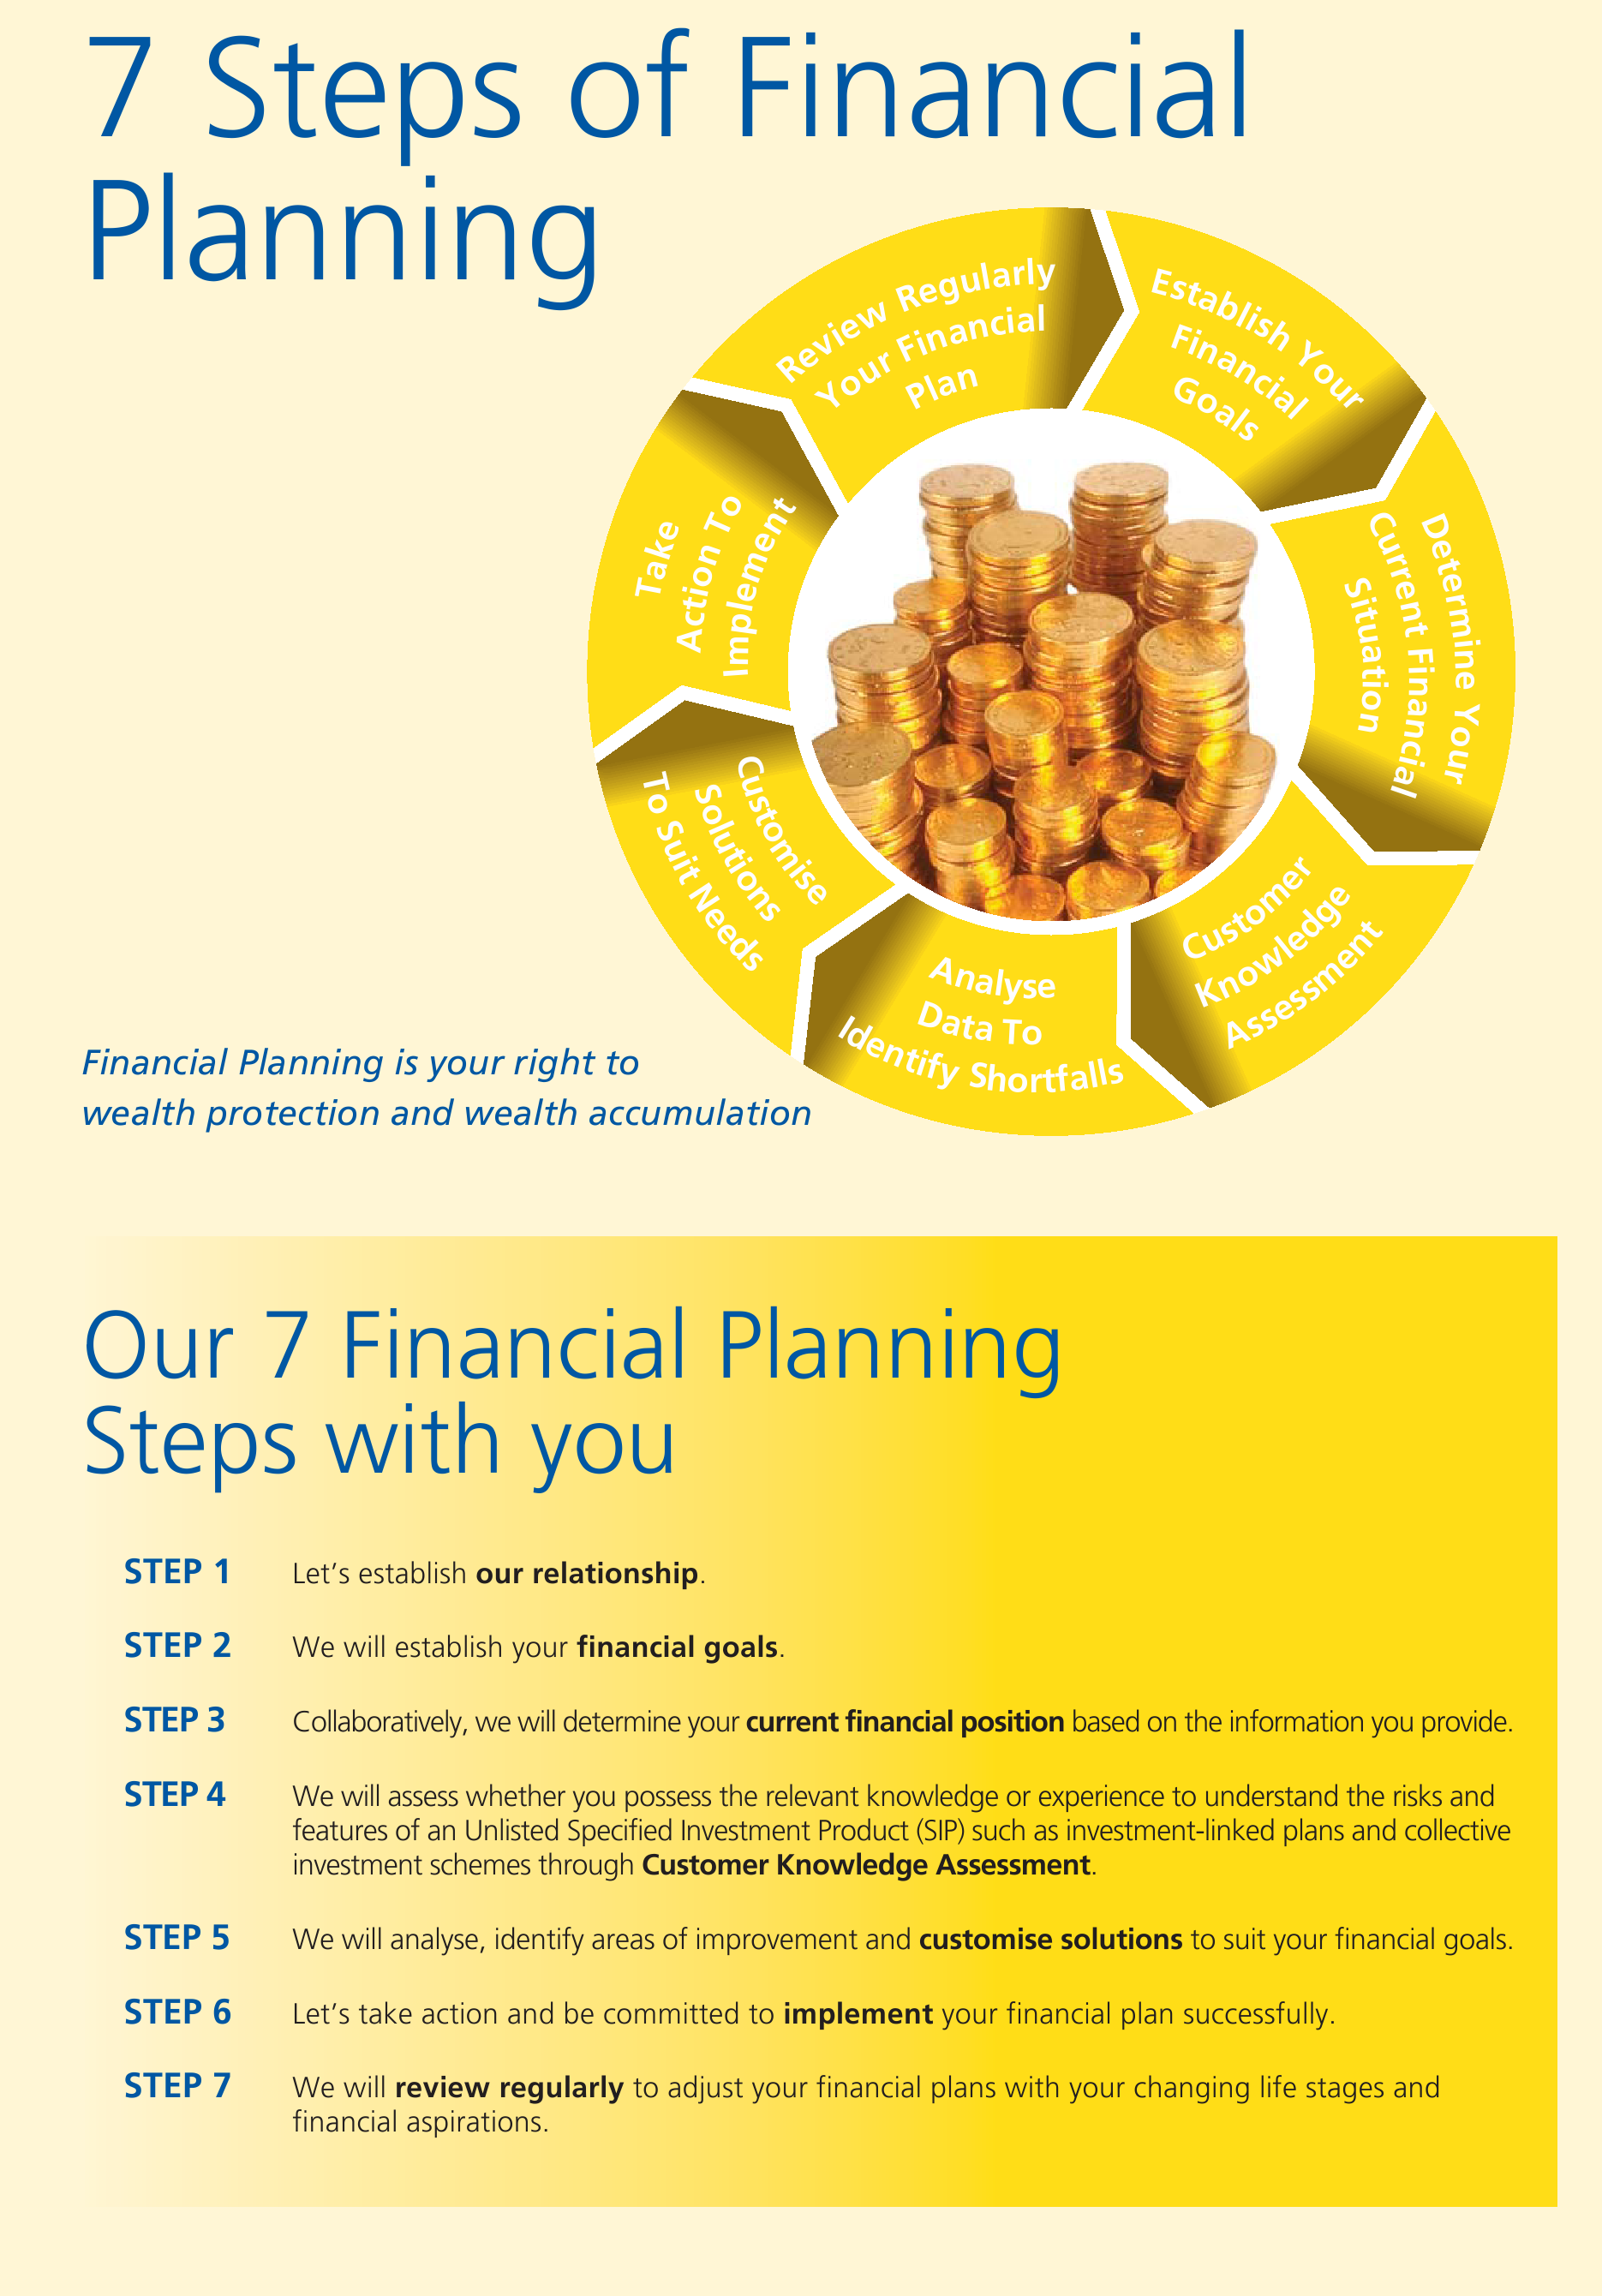 7 Steps of Financial
Planning
Establish Your
Financial
Goals
Determine Your
Current Financial
Situation
Customer
Knowledge
Assessment
Analyse
Data To
Identify Shortfalls
Customise
Solutions
To Suit Needs
Take
Action To
Implement
Review Regularly
Your Financial
Plan
Financial Planning is your right to
wealth protection and wealth accumulation
Our 7 Financial Planning
Steps with you
STEP 1 Let’s establish our relationship.
STEP 2 We will establish your financial goals.
STEP 3 Collaboratively, we will determine your current financial position based on the information you provide.
STEP 4 We will assess whether you possess the relevant knowledge or experience to understand the risks and
features of an Unlisted Specified Investment Product (SIP) such as investment-linked plans and collective
investment schemes through Customer Knowledge Assessment.
STEP 5 We will analyse, identify areas of improvement and customise solutions to suit your financial goals.
STEP 6 Let’s take action and be committed to implement your financial plan successfully.
STEP 7 We will review regularly to adjust your financial plans with your changing life stages and
financial aspirations.